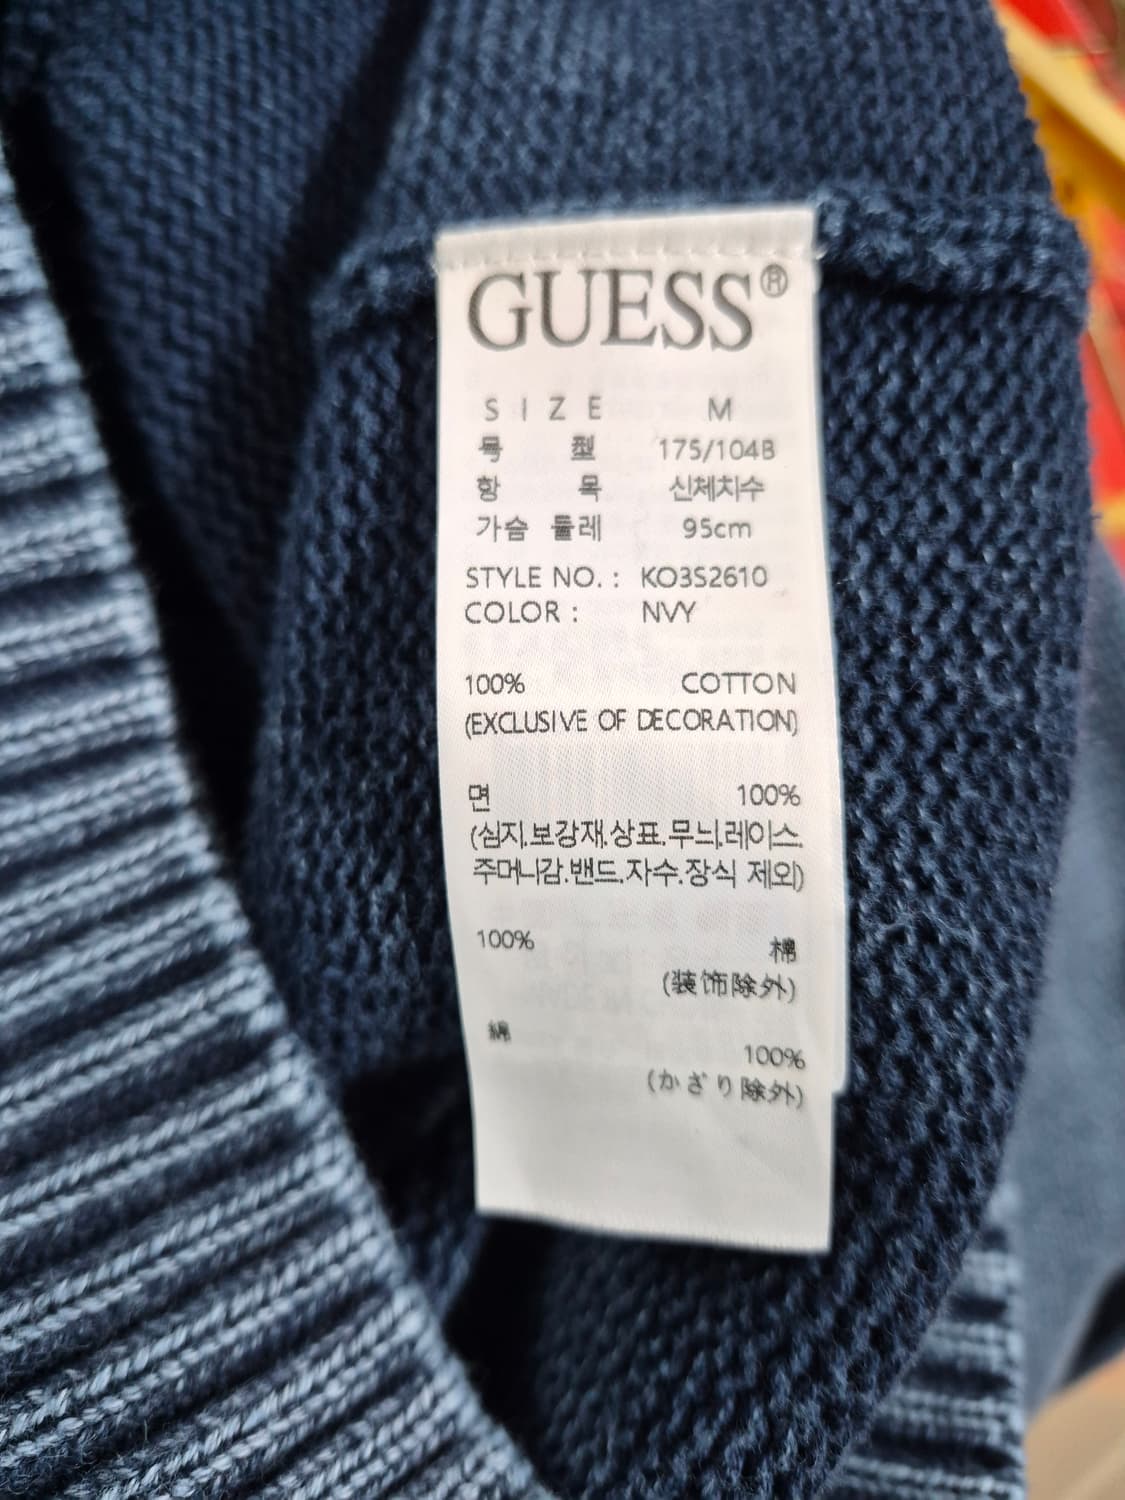 GUESS®
SIZE M
号 型 175/104B
항 목 신체치수
가슴 둘레 95cm
STYLE NO. : KO3S2610
COLOR : NVY
100% COTTON
(EXCLUSIVE OF DECORATION)
면 100%
(심지.보강재.상표.무늬.레이스.
주머니감.밴드.자수.장식 제외)
100% 棉
(装饰除外)
綿 100%
(かざり除外)